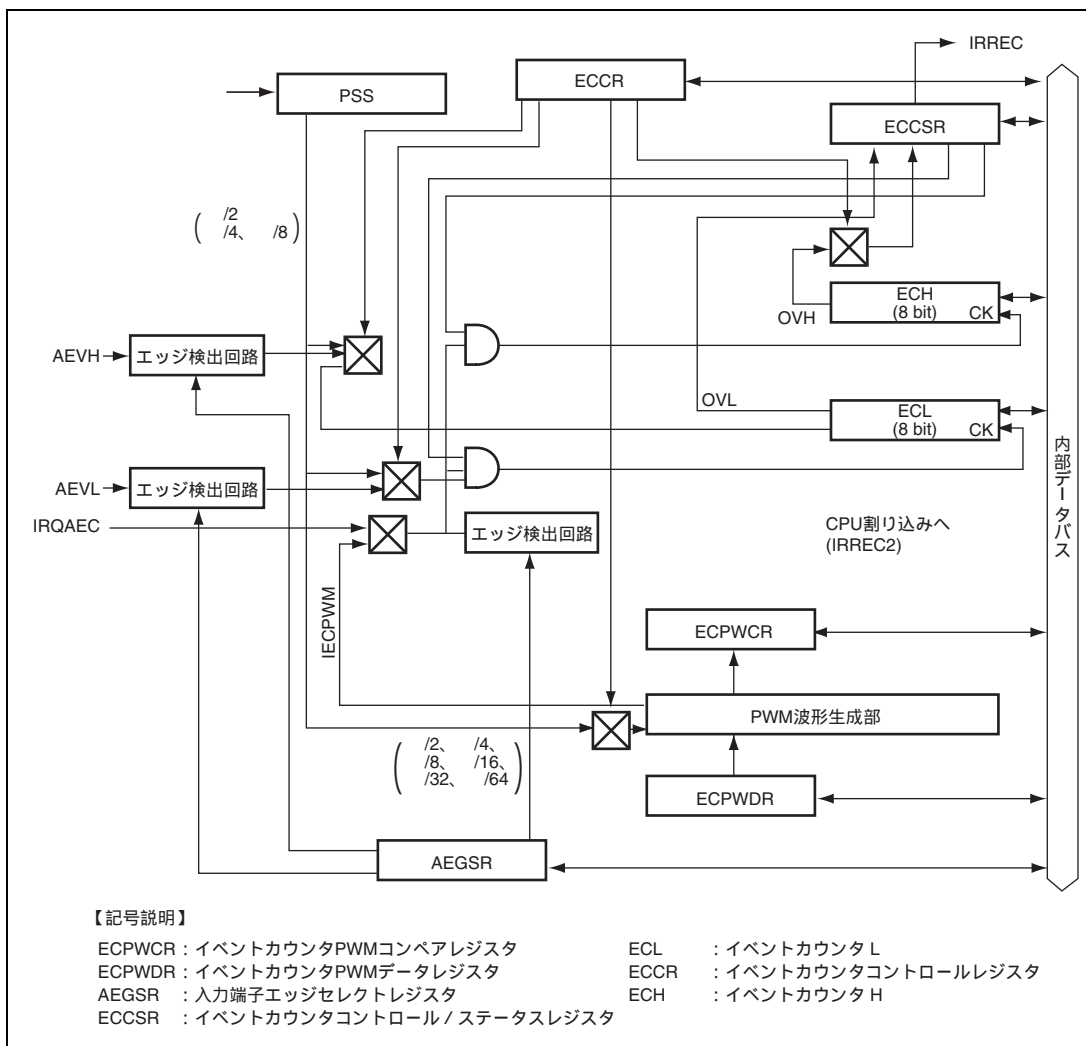 IRREC
PSS
ECCR
ECCSR
/2
/4、 /8
ECH
(8 bit)
CK
OVH
AEVH
エッジ検出回路
OVL
ECL
(8 bit)
CK
AEVL
エッジ検出回路
IRQAEC
エッジ検出回路
CPU割り込みへ
(IRREC2)
内部データバス
IECPWM
ECPWCR
PWM波形生成部
/2、 /4、
/8、 /16、
/32、 /64
ECPWDR
AEGSR
【記号説明】
ECPWCR : イベントカウンタPWMコンペアレジスタ
ECPWDR : イベントカウンタPWMデータレジスタ
AEGSR : 入力端子エッジセレクトレジスタ
ECCSR : イベントカウンタコントロール / ステータスレジスタ
ECL : イベントカウンタ L
ECCR : イベントカウンタコントロールレジスタ
ECH : イベントカウンタ H